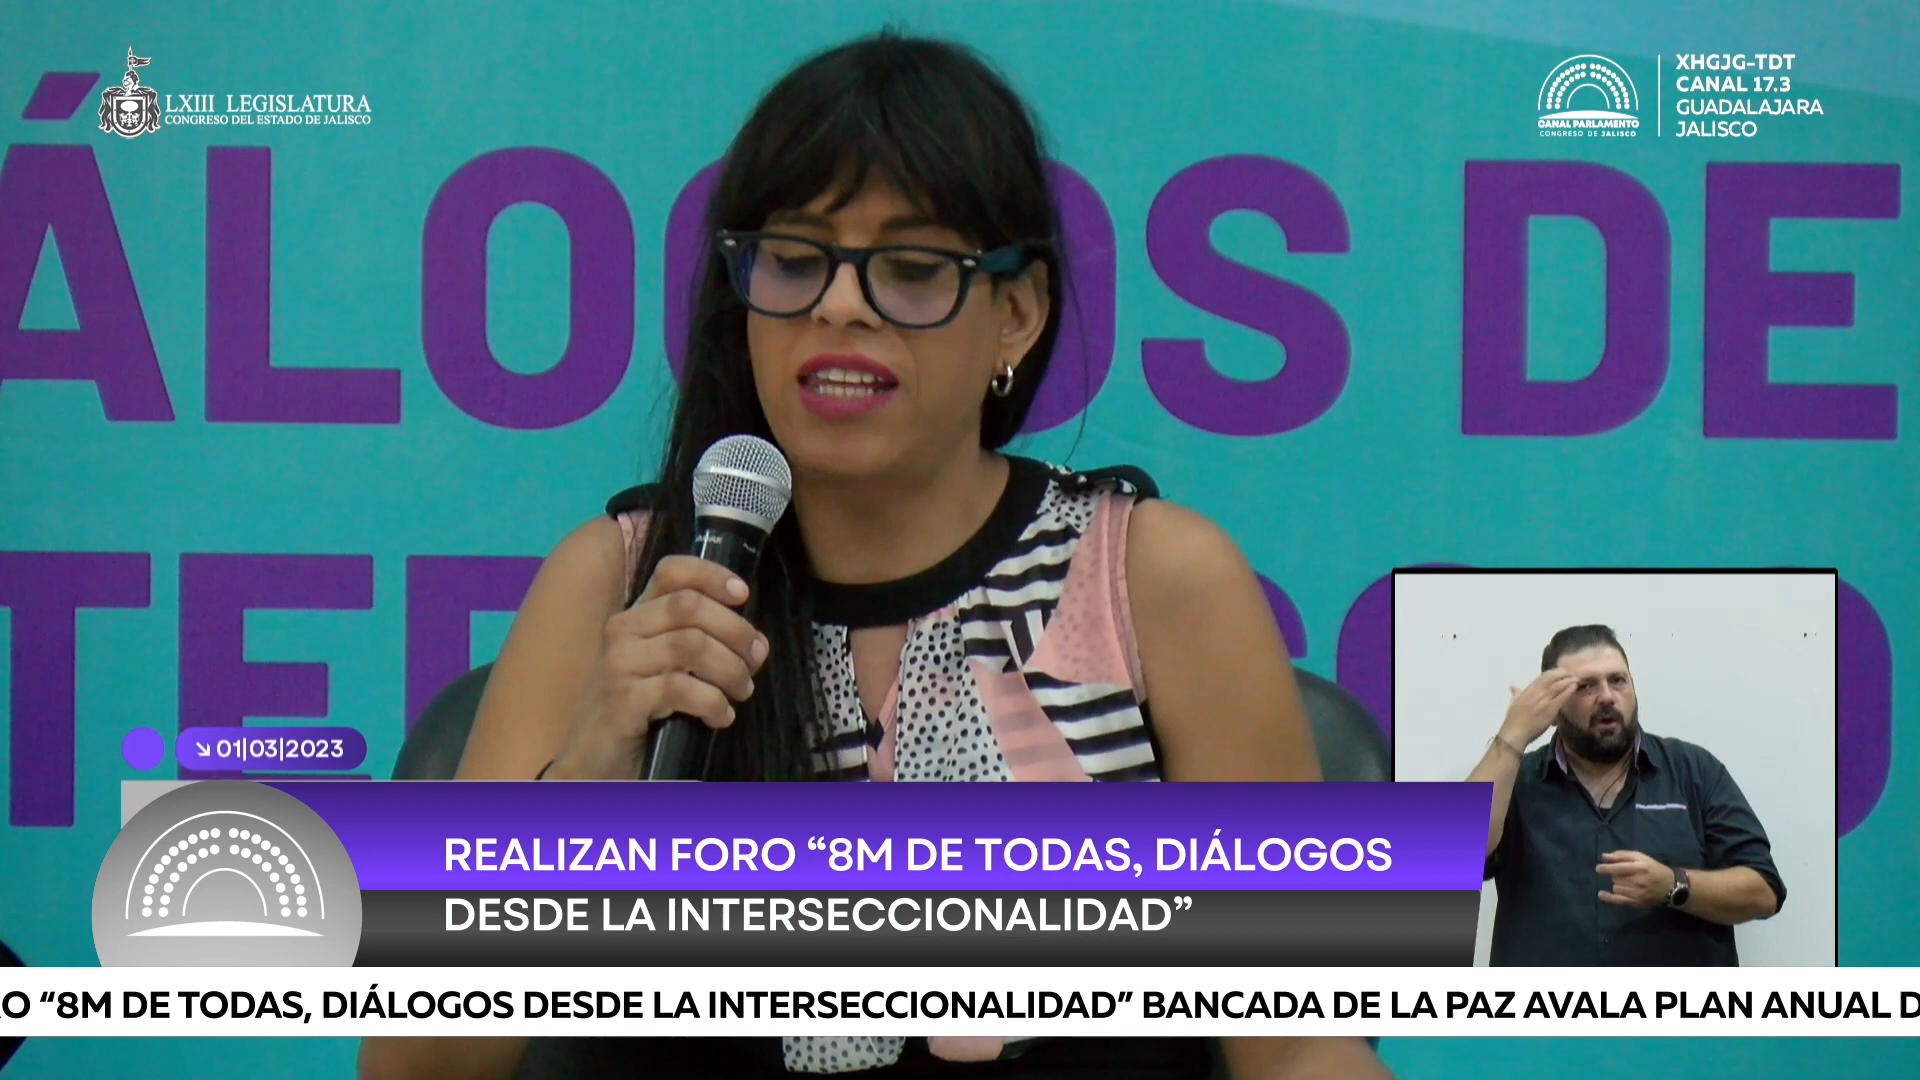 LXIII LEGISLATURA
CONGRESO DEL ESTADO DE JALISCO
CANAL PARLAMENTO
CONGRESO DE JALISCO
XHGJG-TDT
CANAL 17.3
GUADALAJARA
JALISCO
ÁLOGOS DE
01|03|2023
REALIZAN FORO “8M DE TODAS, DIÁLOGOS
DESDE LA INTERSECCIONALIDAD”
“8M DE TODAS, DIÁLOGOS DESDE LA INTERSECCIONALIDAD” BANCADA DE LA PAZ AVALA PLAN ANUAL D